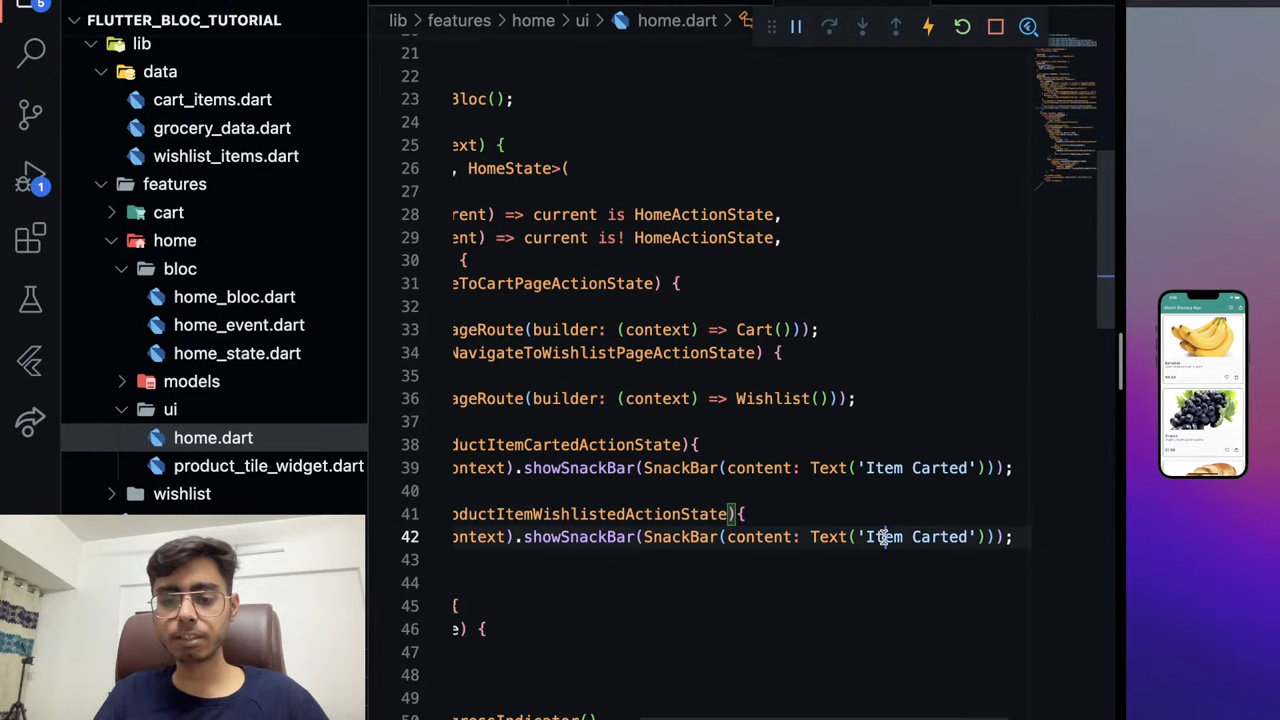 FLUTTER_BLOC_TUTORIAL
lib
data
cart_items.dart
grocery_data.dart
wishlist_items.dart
features
cart
home
bloc
home_bloc.dart
home_event.dart
home_state.dart
models
ui
home.dart
product_tile_widget.dart
wishlist
1
lib › features › home › ui › home.dart ›
21
22
23 Bloc();
24
25 ext) {
26 , HomeState>(
27
28 rent) => current is HomeActionState,
29 ent) => current is! HomeActionState,
30 {
31 eToCartPageActionState) {
32
33 ageRoute(builder: (context) => Cart()));
34 NavigateToWishlistPageActionState) {
35
36 ageRoute(builder: (context) => Wishlist()));
37
38 ductItemCartedActionState){
39 ontext).showSnackBar(SnackBar(content: Text('Item Carted')));
40
41 oductItemWishlistedActionState){
42 ontext).showSnackBar(SnackBar(content: Text('Item Carted')));
43
44
45 {
46 e) {
47
48
49
50 ressIndicator()
Bananas
Grapes